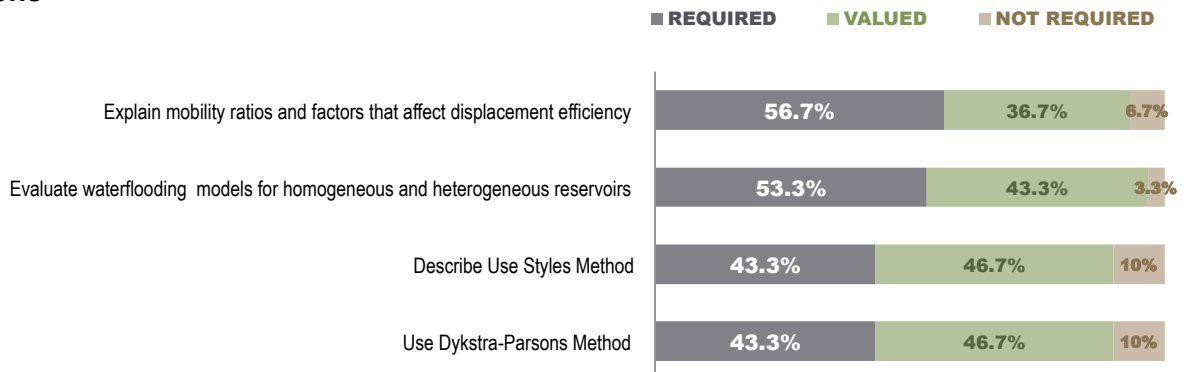 REQUIRED VALUED NOT REQUIRED
Explain mobility ratios and factors that affect displacement efficiency 56.7% 36.7% 6.7%
Evaluate waterflooding models for homogeneous and heterogeneous reservoirs 53.3% 43.3% 3.3%
Describe Use Styles Method 43.3% 46.7% 10%
Use Dykstra-Parsons Method 43.3% 46.7% 10%